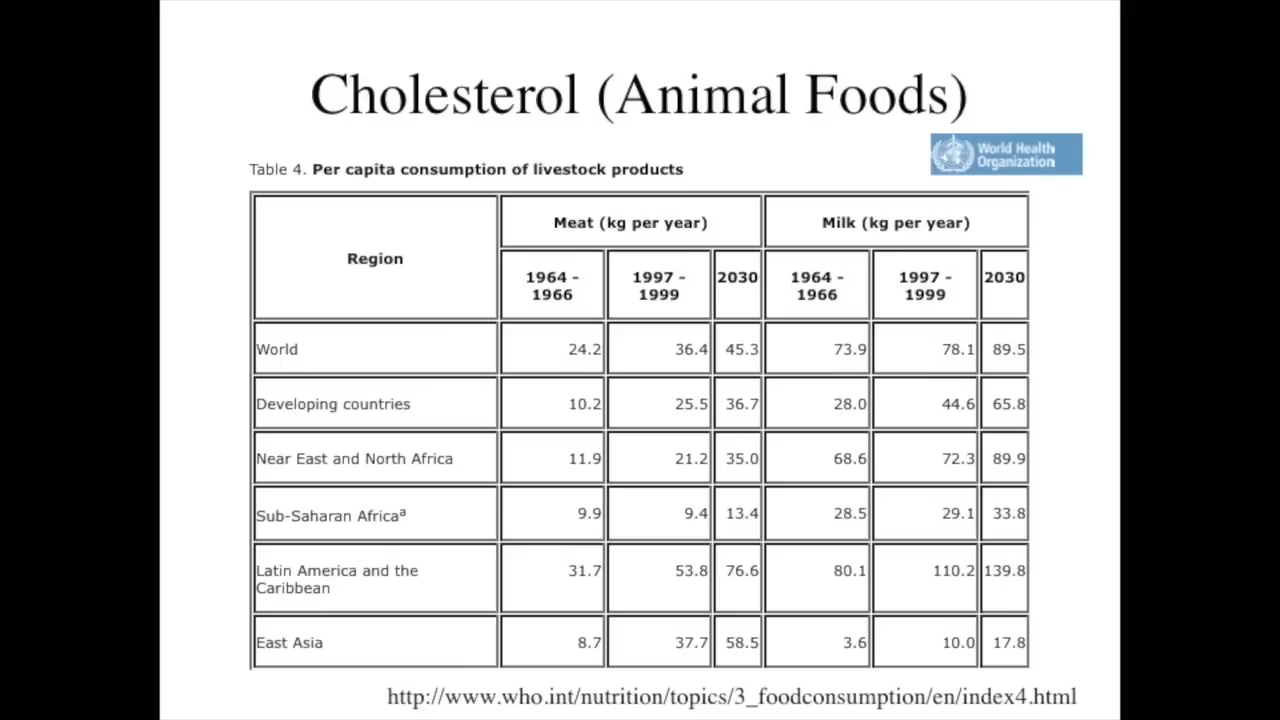 Cholesterol (Animal Foods)
World Health
Organization
Table 4. Per capita consumption of livestock products
Region
Meat (kg per year)
Milk (kg per year)
1964 - 1966
1997 - 1999
2030
1964 - 1966
1997 - 1999
2030
World 24.2 36.4 45.3 73.9 78.1 89.5
Developing countries 10.2 25.5 36.7 28.0 44.6 65.8
Near East and North Africa 11.9 21.2 35.0 68.6 72.3 89.9
Sub-Saharan Africaᵃ 9.9 9.4 13.4 28.5 29.1 33.8
Latin America and the Caribbean 31.7 53.8 76.6 80.1 110.2 139.8
East Asia 8.7 37.7 58.5 3.6 10.0 17.8
http://www.who.int/nutrition/topics/3_foodconsumption/en/index4.html